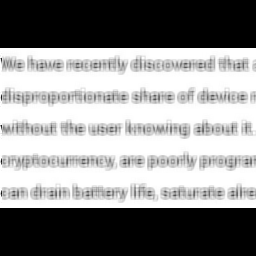 We have recently discovered that
disproportionate share of device
without the user knowing about it.
cryptocurrency, are poorly
can drain battery life, saturate